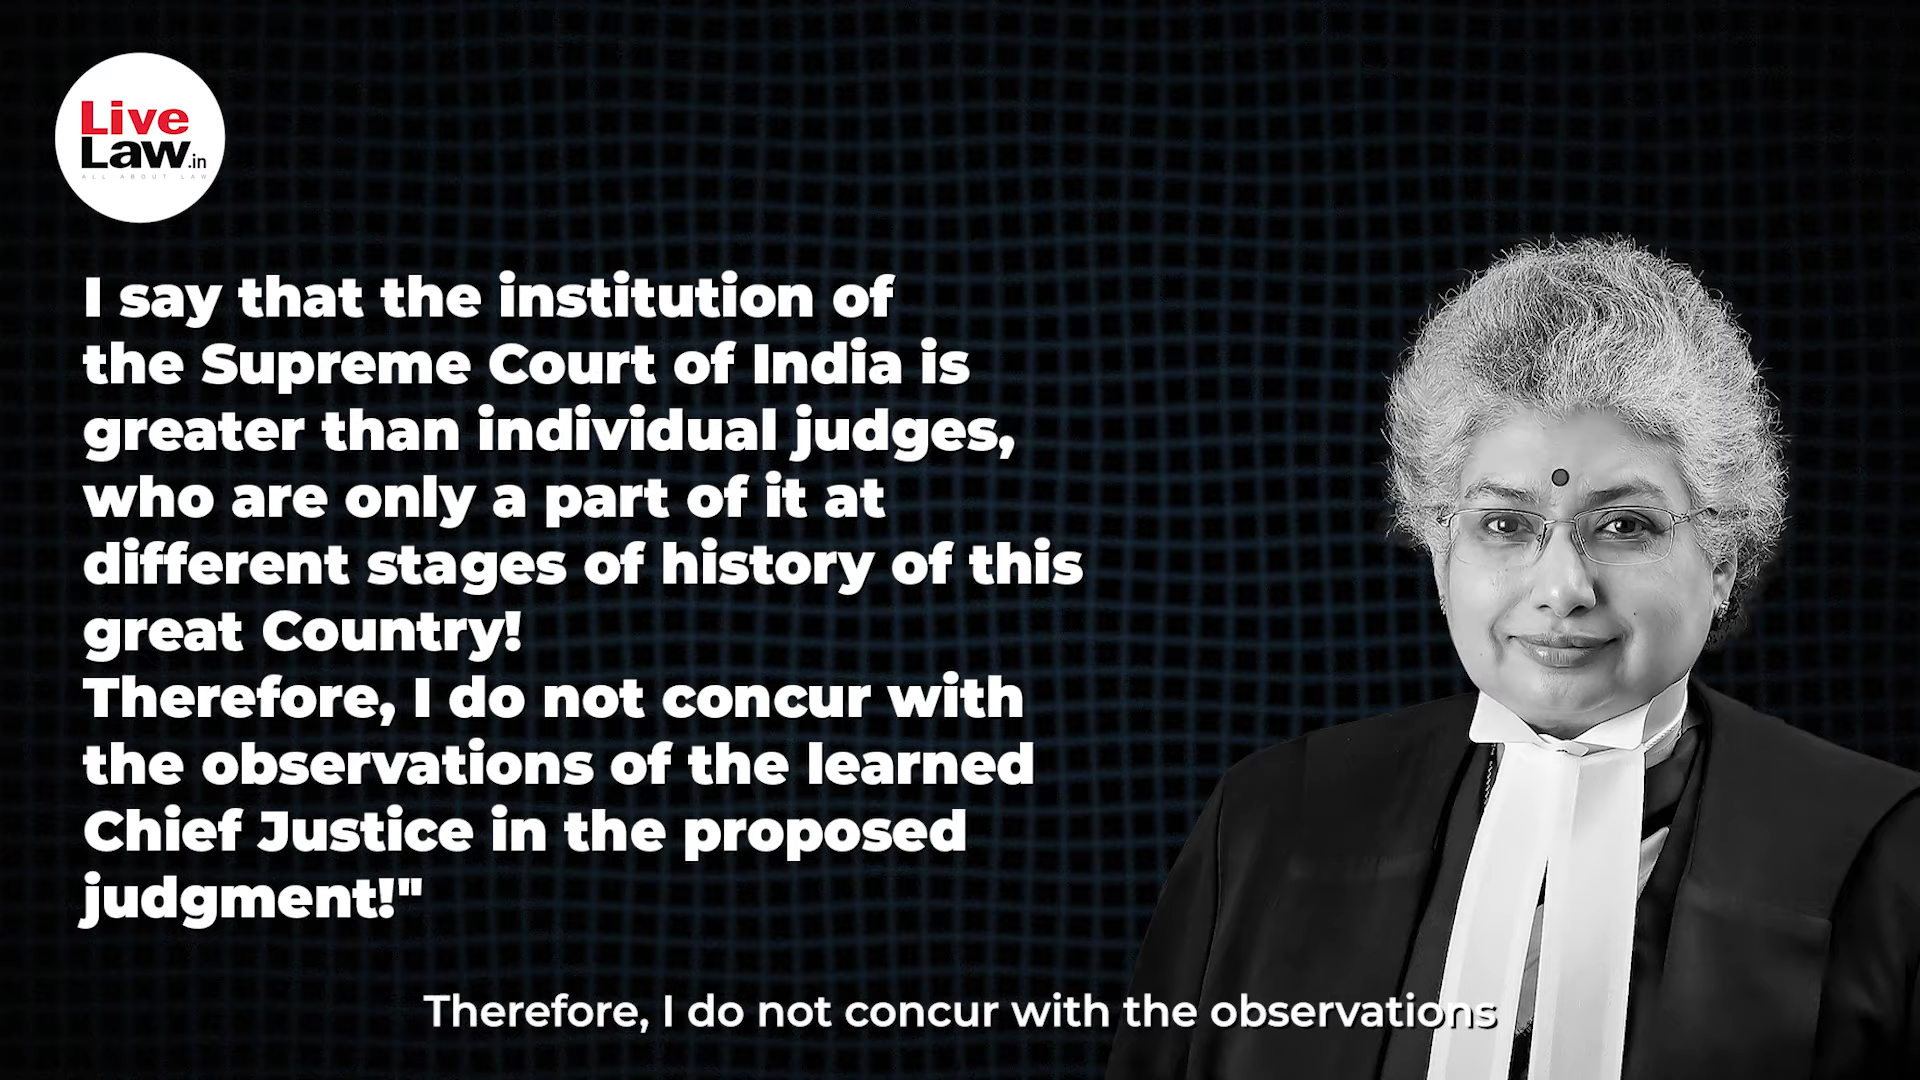 Live
Law.in
ALL ABOUT LAW
I say that the institution of
the Supreme Court of India is
greater than individual judges,
who are only a part of it at
different stages of history of this
great Country!
Therefore, I do not concur with
the observations of the learned
Chief Justice in the proposed
judgment!"
Therefore, I do not concur with the observations